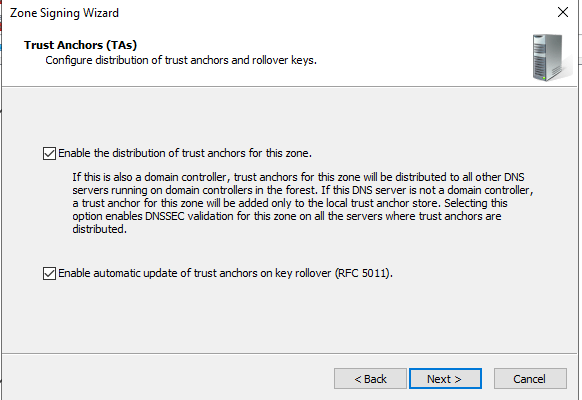 Zone Signing Wizard
Trust Anchors (TAs)
Configure distribution of trust anchors and rollover keys.
Enable the distribution of trust anchors for this zone.
If this is also a domain controller, trust anchors for this zone will be distributed to all other DNS
servers running on domain controllers in the forest. If this DNS server is not a domain controller,
a trust anchor for this zone will be added only to the local trust anchor store. Selecting this
option enables DNSSEC validation for this zone on all the servers where trust anchors are
distributed.
Enable automatic update of trust anchors on key rollover (RFC 5011).
< Back
Next >
Cancel